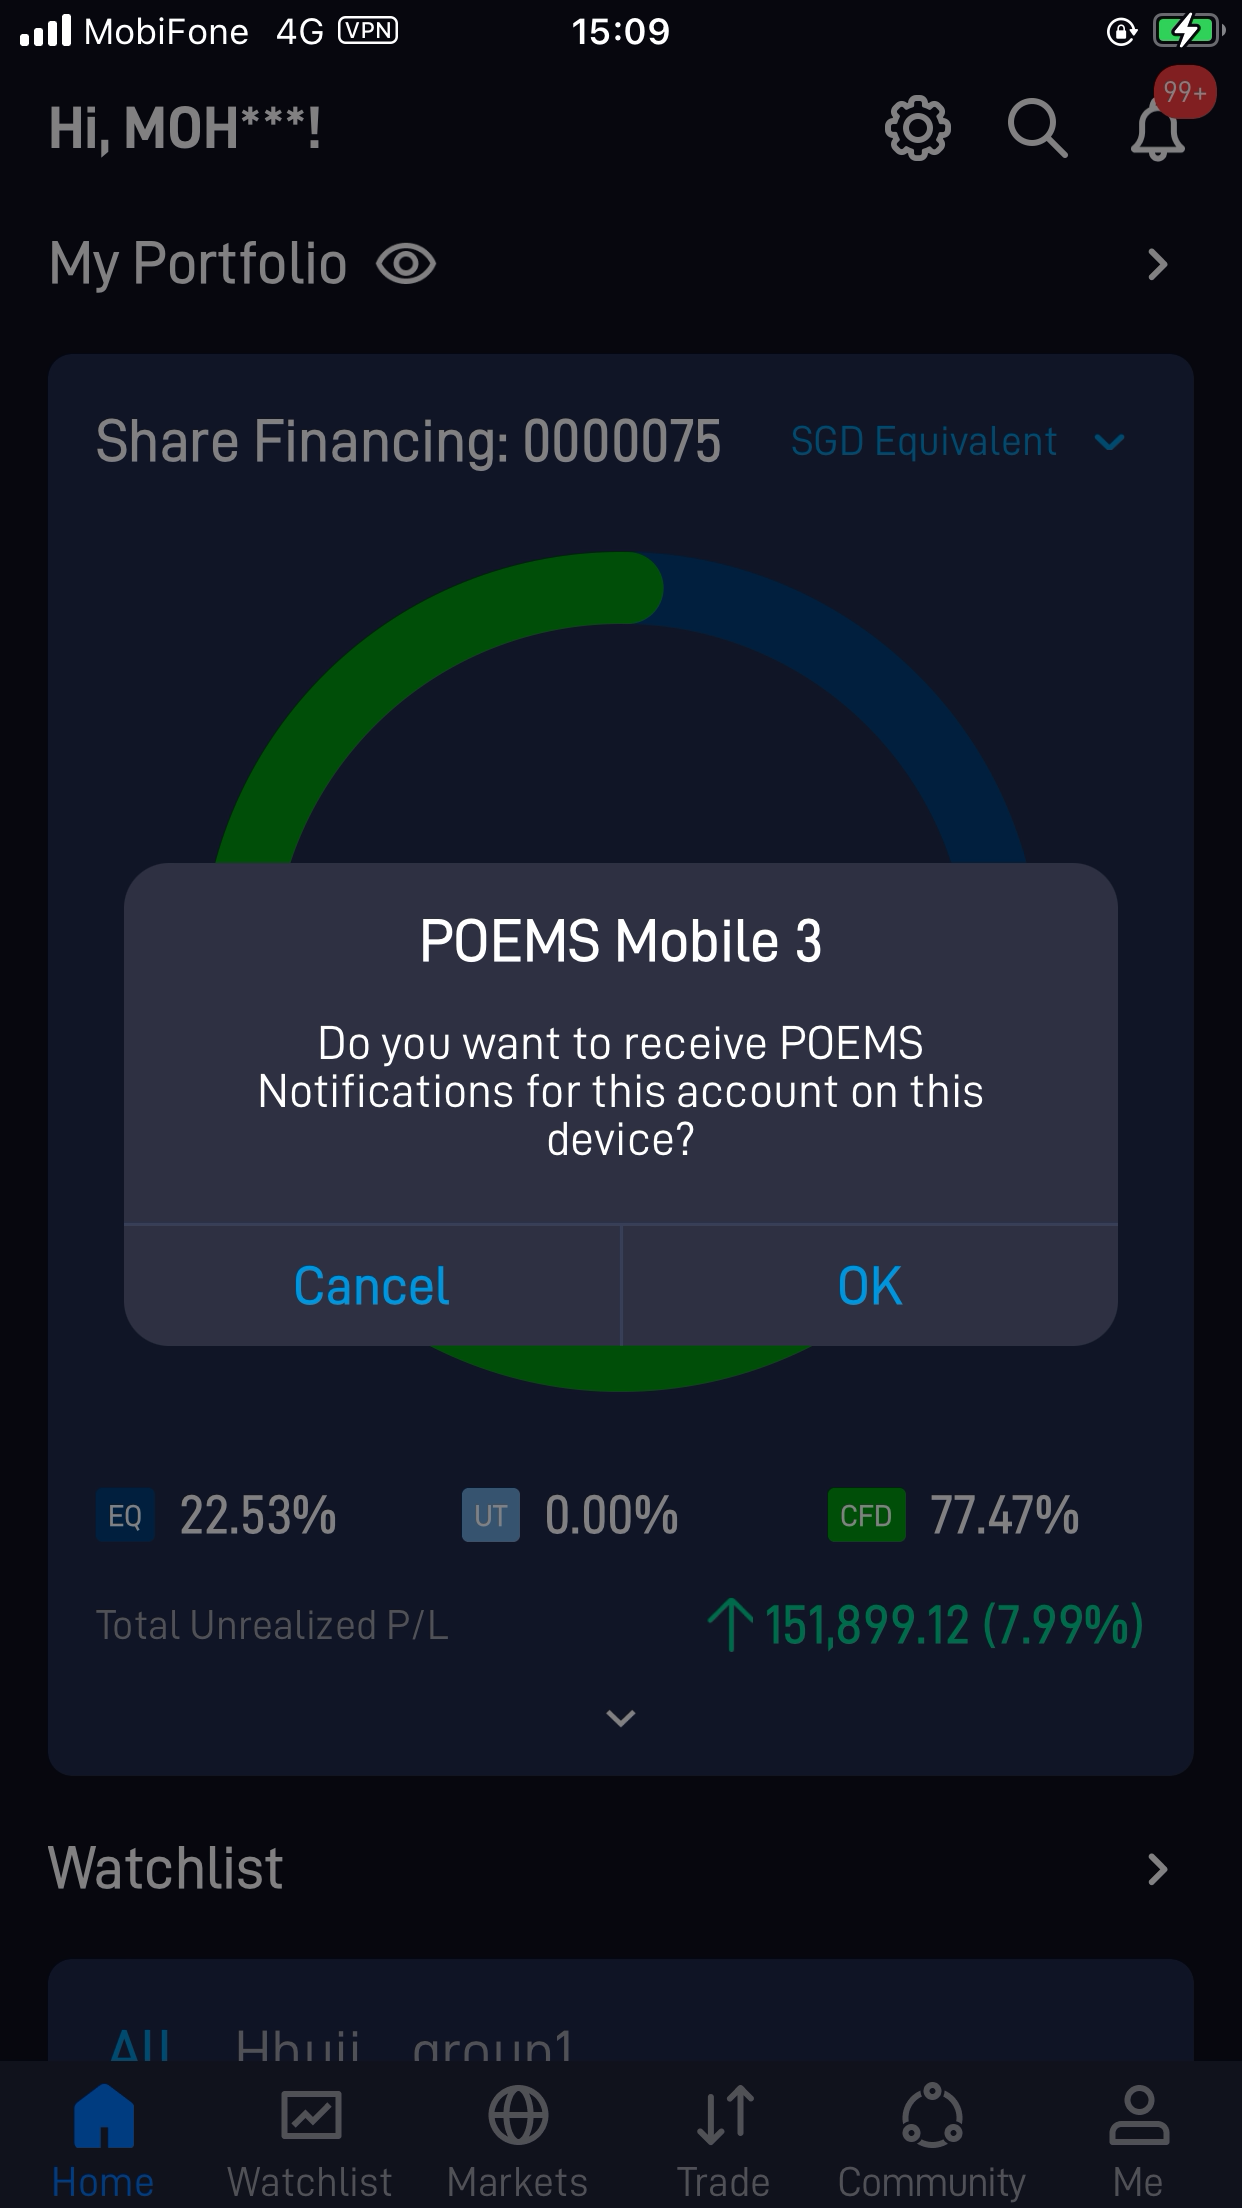 MobiFone 4G VPN 15:09
Hi, MOH***! 99+
My Portfolio
Share Financing: 0000075 SGD Equivalent
POEMS Mobile 3
Do you want to receive POEMS
Notifications for this account on this
device?
Cancel OK
EQ 22.53% UT 0.00% CFD 77.47%
Total Unrealized P/L 151,899.12 (7.99%)
Watchlist
All group1
Home Watchlist Markets Trade Community Me